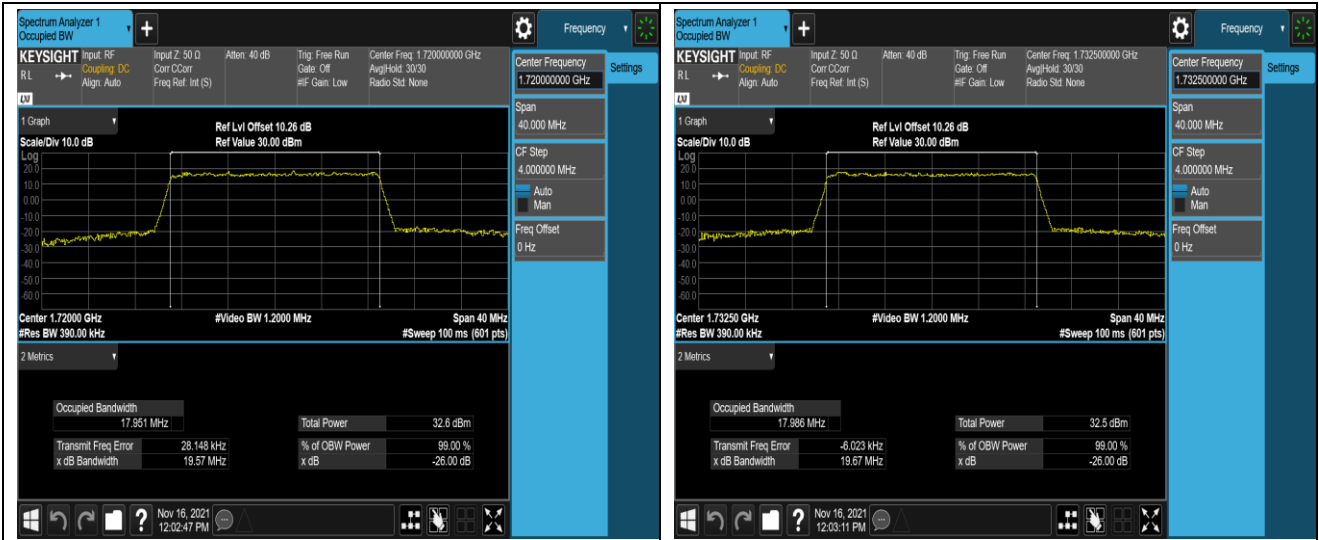 Spectrum Analyzer 1
Occupied BW
+
Frequency
KEYSIGHT Input: RF Input Z: 50 Ω Atten: 40 dB Trig: Free Run Center Freq: 1.720000000 GHz
RL Coupling: DC Corr CCorr Gate: Off Avg|Hold: 30/30
Align: Auto Freq Ref: Int (S) #IF Gain: Low Radio Std: None
LXI
Center Frequency
1.720000000 GHz
Settings
Span
40.000 MHz
CF Step
4.000000 MHz
Auto
Man
Freq Offset
0 Hz
1 Graph
Ref Lvl Offset 10.26 dB
Scale/Div 10.0 dB Ref Value 30.00 dBm
Log
20.0
10.0
0.00
-10.0
-20.0
-30.0
-40.0
-50.0
-60.0
Center 1.72000 GHz #Video BW 1.2000 MHz Span 40 MHz
#Res BW 390.00 kHz #Sweep 100 ms (601 pts)
2 Metrics
Occupied Bandwidth
17.951 MHz Total Power 32.6 dBm
Transmit Freq Error 28.148 kHz % of OBW Power 99.00 %
x dB Bandwidth 19.57 MHz x dB -26.00 dB
? Nov 16, 2021
12:02:47 PM
Spectrum Analyzer 1
Occupied BW
+
Frequency
KEYSIGHT Input: RF Input Z: 50 Ω Atten: 40 dB Trig: Free Run Center Freq: 1.732500000 GHz
RL Coupling: DC Corr CCorr Gate: Off Avg|Hold: 30/30
Align: Auto Freq Ref: Int (S) #IF Gain: Low Radio Std: None
LXI
Center Frequency
1.732500000 GHz
Settings
Span
40.000 MHz
CF Step
4.000000 MHz
Auto
Man
Freq Offset
0 Hz
1 Graph
Ref Lvl Offset 10.26 dB
Scale/Div 10.0 dB Ref Value 30.00 dBm
Log
20.0
10.0
0.00
-10.0
-20.0
-30.0
-40.0
-50.0
-60.0
Center 1.73250 GHz #Video BW 1.2000 MHz Span 40 MHz
#Res BW 390.00 kHz #Sweep 100 ms (601 pts)
2 Metrics
Occupied Bandwidth
17.986 MHz Total Power 32.5 dBm
Transmit Freq Error -6.023 kHz % of OBW Power 99.00 %
x dB Bandwidth 19.67 MHz x dB -26.00 dB
? Nov 16, 2021
12:03:11 PM